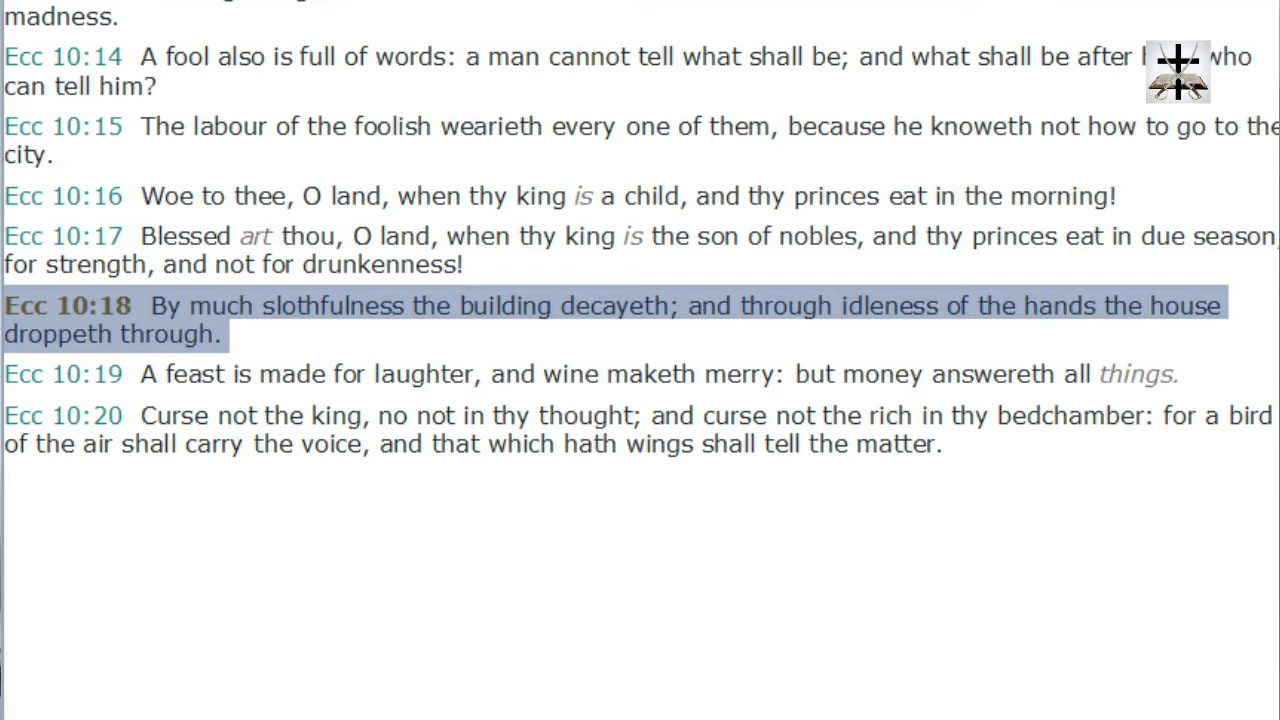 madness.
Ecc 10:14 A fool also is full of words: a man cannot tell what shall be; and what shall be after who
can tell him?
Ecc 10:15 The labour of the foolish wearieth every one of them, because he knoweth not how to go to the
city.
Ecc 10:16 Woe to thee, O land, when thy king is a child, and thy princes eat in the morning!
Ecc 10:17 Blessed art thou, O land, when thy king is the son of nobles, and thy princes eat in due season,
for strength, and not for drunkenness!
Ecc 10:18 By much slothfulness the building decayeth; and through idleness of the hands the house
droppeth through.
Ecc 10:19 A feast is made for laughter, and wine maketh merry: but money answereth all things.
Ecc 10:20 Curse not the king, no not in thy thought; and curse not the rich in thy bedchamber: for a bird
of the air shall carry the voice, and that which hath wings shall tell the matter.